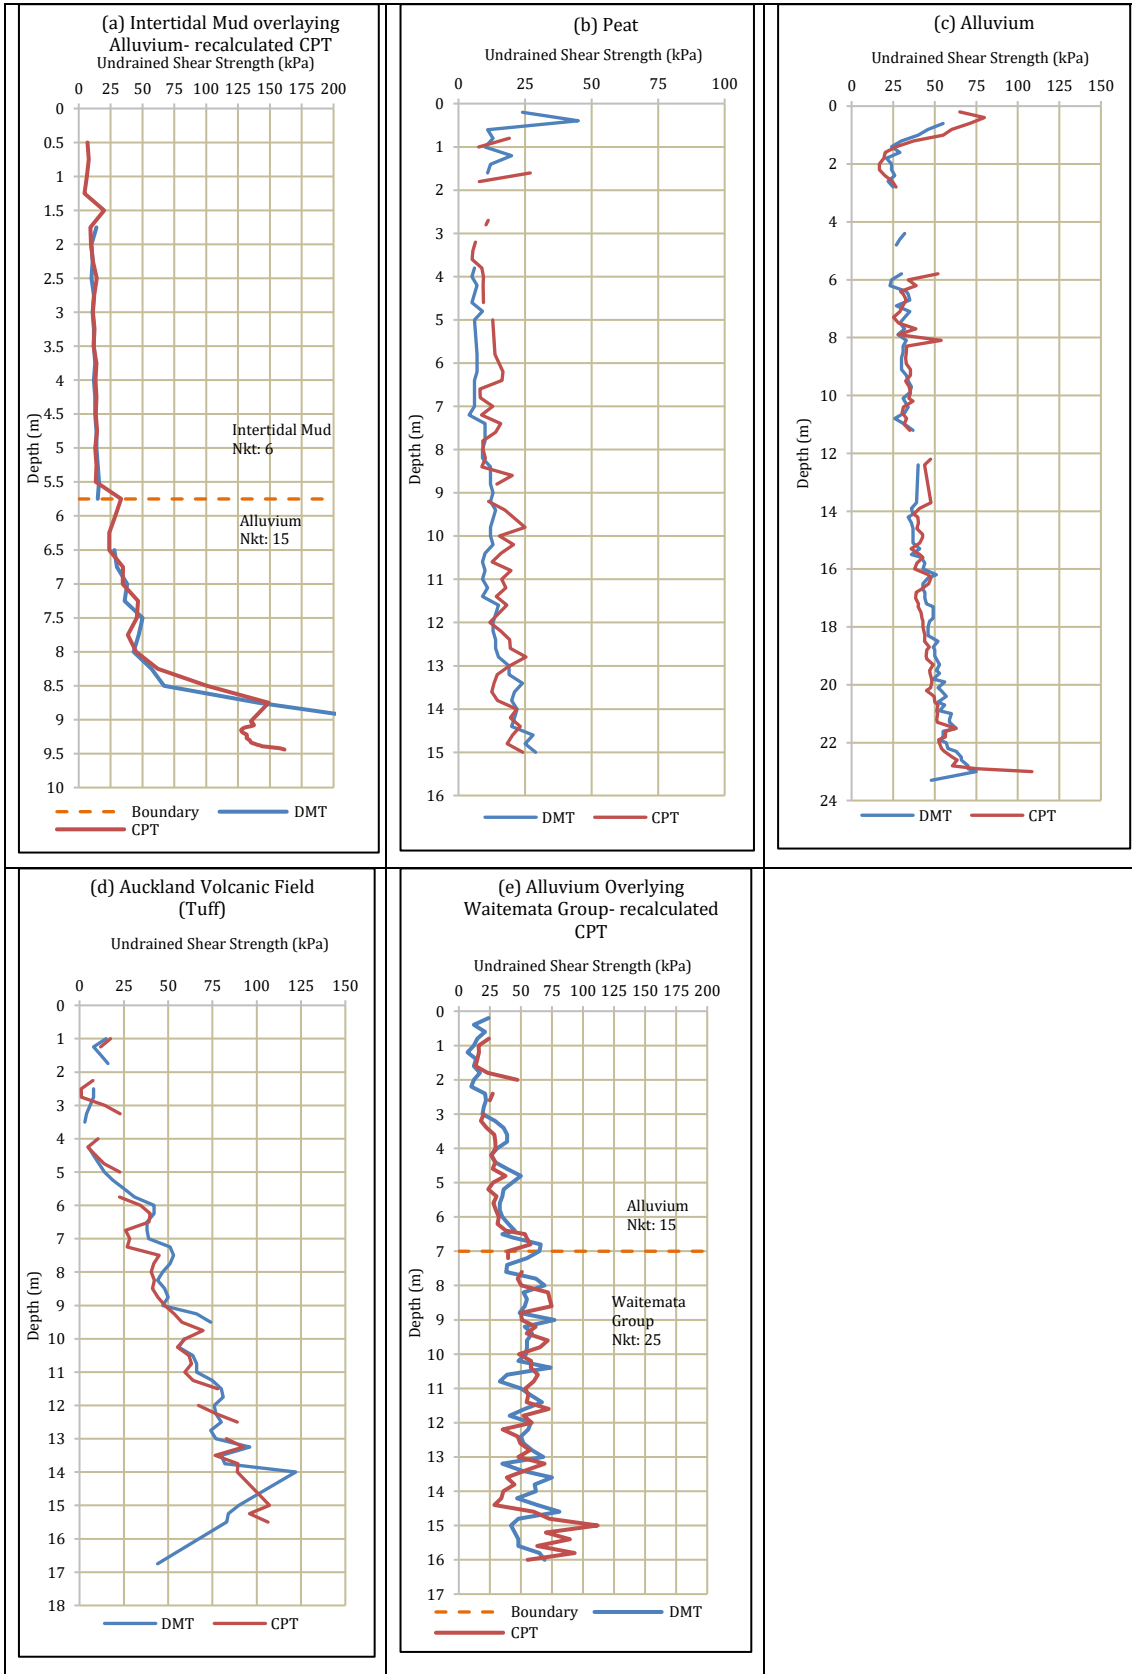 (a) Intertidal Mud overlaying
Alluvium- recalculated CPT
Undrained Shear Strength (kPa)
0 25 50 75 100 125 150 175 200
0
0.5
1
1.5
2
2.5
3
3.5
4
4.5
5
5.5
6
6.5
7
7.5
8
8.5
9
9.5
10
Depth (m)
Intertidal Mud
Nkt: 6
Alluvium
Nkt: 15
Boundary DMT
CPT
(b) Peat
Undrained Shear Strength (kPa)
0 25 50 75 100
0
1
2
3
4
5
6
7
8
9
10
11
12
13
14
15
16
Depth (m)
DMT CPT
(c) Alluvium
Undrained Shear Strength (kPa)
0 25 50 75 100 125 150
0
2
4
6
8
10
12
14
16
18
20
22
24
Depth (m)
DMT CPT
(d) Auckland Volcanic Field
(Tuff)
Undrained Shear Strength (kPa)
0 25 50 75 100 125 150
0
1
2
3
4
5
6
7
8
9
10
11
12
13
14
15
16
17
18
Depth (m)
DMT CPT
(e) Alluvium Overlying
Waitemata Group- recalculated
CPT
Undrained Shear Strength (kPa)
0 25 50 75 100 125 150 175 200
0
1
2
3
4
5
6
7
8
9
10
11
12
13
14
15
16
17
Depth (m)
Alluvium
Nkt: 15
Waitemata
Group
Nkt: 25
Boundary DMT
CPT